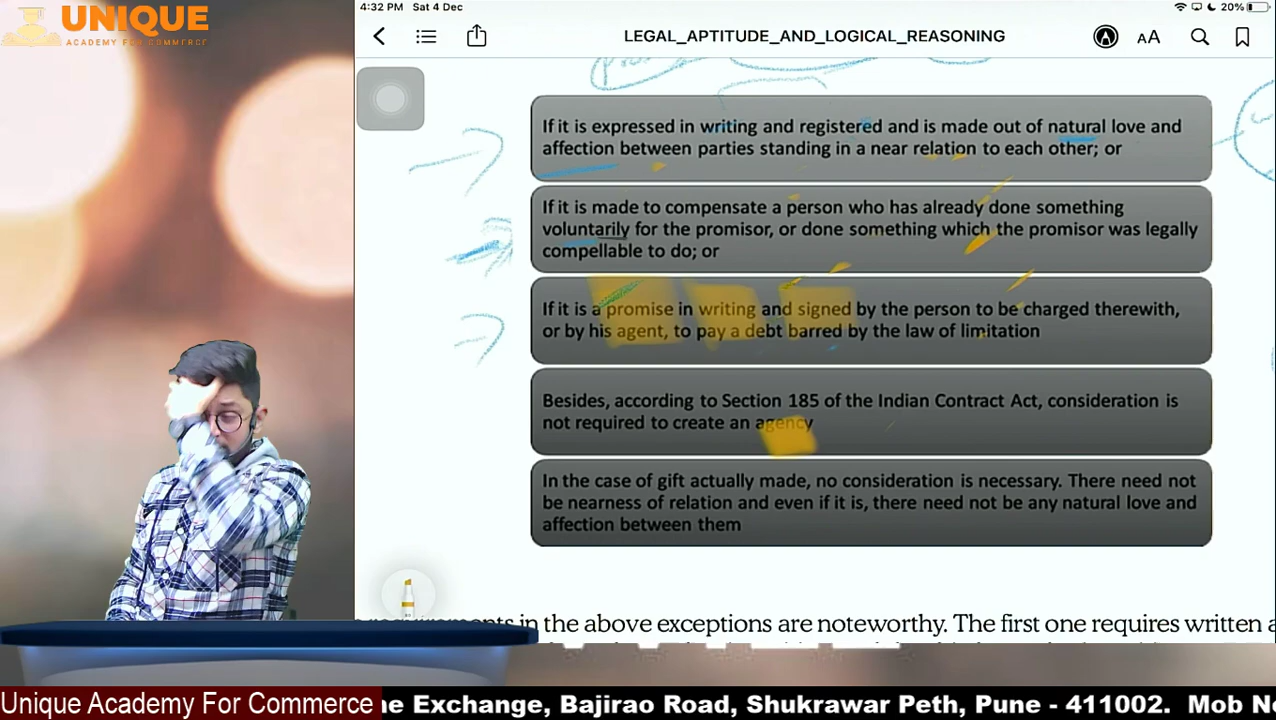 UNIQUE
ACADEMY FOR COMMERCE
4:32 PM Sat 4 Dec
20%
LEGAL_APTITUDE_AND_LOGICAL_REASONING
AA
If it is expressed in writing and registered and is made out of natural love and
affection between parties standing in a near relation to each other; or
If it is made to compensate a person who has already done something
voluntarily for the promisor, or done something which the promisor was legally
compellable to do; or
If it is a promise in writing and signed by the person to be charged therewith,
or by his agent, to pay a debt barred by the law of limitation
Besides, according to Section 185 of the Indian Contract Act, consideration is
not required to create an agency
In the case of gift actually made, no consideration is necessary. There need not
be nearness of relation and even if it is, there need not be any natural love and
affection between them
in the above exceptions are noteworthy. The first one requires written
Unique Academy For Commerce
Exchange, Bajirao Road, Shukrawar Peth, Pune - 411002. Mob